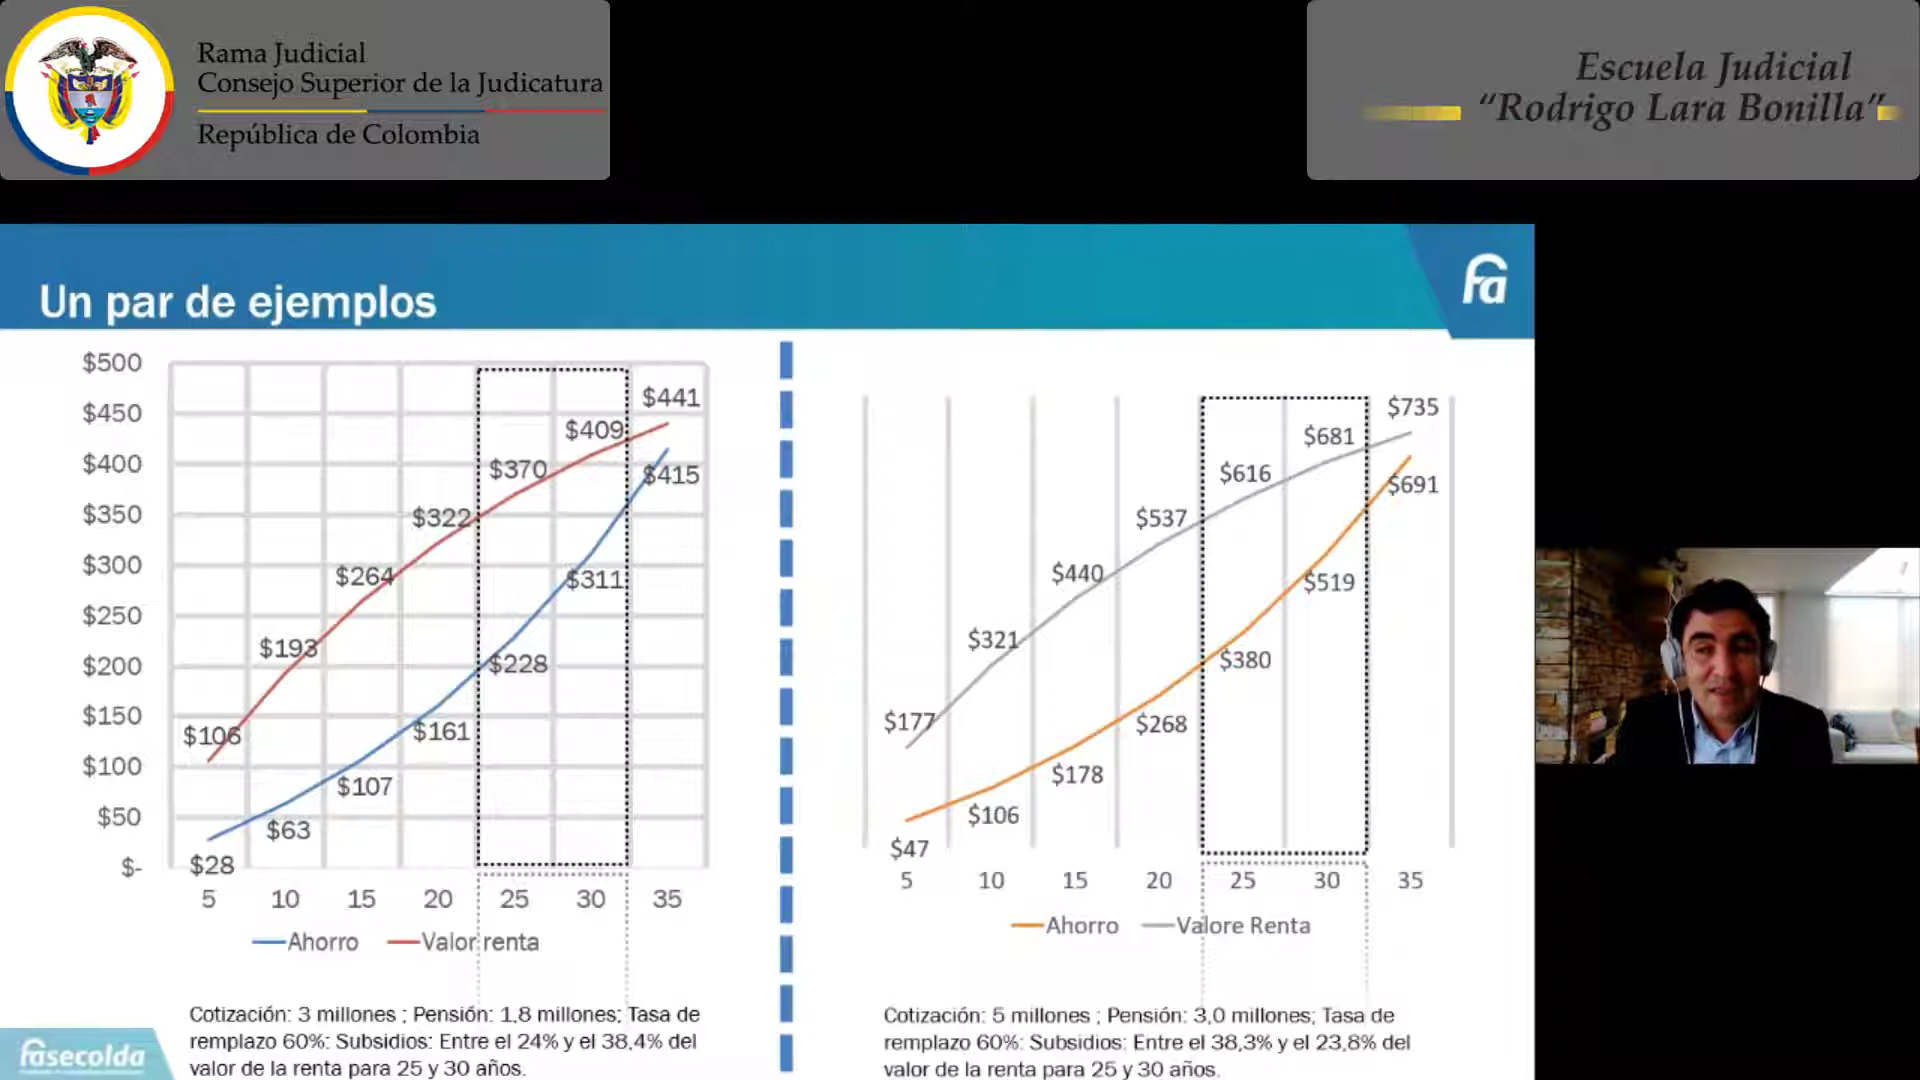 Rama Judicial
Consejo Superior de la Judicatura
República de Colombia
Escuela Judicial
“Rodrigo Lara Bonilla”
Un par de ejemplos
fa
$500
$450
$400
$350
$300
$250
$200
$150
$100
$50
$-
$441
$409
$370
$415
$322
$264
$311
$193
$228
$106
$161
$107
$63
$28
5 10 15 20 25 30 35
Ahorro Valor renta
Cotización: 3 millones ; Pensión: 1,8 millones; Tasa de
remplazo 60%: Subsidios: Entre el 24% y el 38,4% del
valor de la renta para 25 y 30 años.
$735
$681
$616
$691
$537
$440
$519
$321
$380
$177
$268
$178
$106
$47
5 10 15 20 25 30 35
Ahorro Valore Renta
Cotización: 5 millones ; Pensión: 3,0 millones; Tasa de
remplazo 60%: Subsidios: Entre el 38,3% y el 23,8% del
valor de la renta para 25 y 30 años.
fasecolda